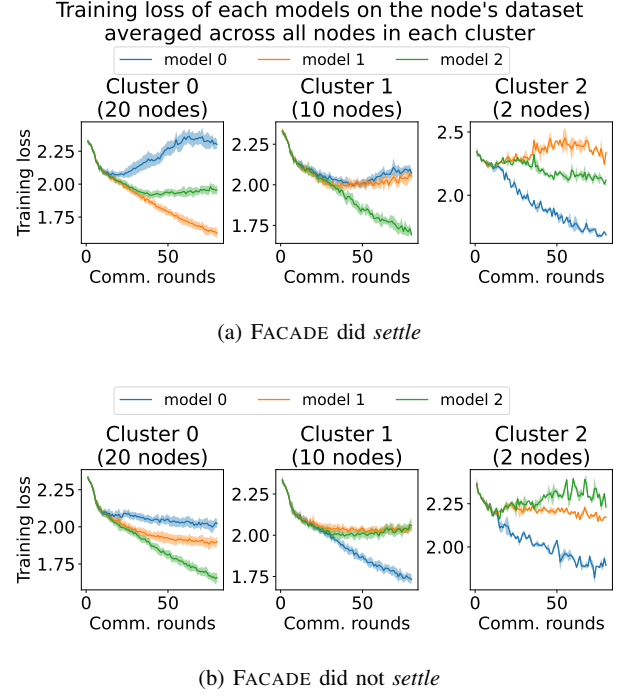 Training loss of each models on the node's dataset
averaged across all nodes in each cluster
model 0 model 1 model 2
Cluster 0
(20 nodes)
Cluster 1
(10 nodes)
Cluster 2
(2 nodes)
Training loss
2.25
2.00
1.75
0 50
Comm. rounds
2.25
2.00
1.75
0 50
Comm. rounds
2.5
2.0
0 50
Comm. rounds
(a) FACADE did settle
model 0 model 1 model 2
Cluster 0
(20 nodes)
Cluster 1
(10 nodes)
Cluster 2
(2 nodes)
Training loss
2.25
2.00
1.75
0 50
Comm. rounds
2.25
2.00
1.75
0 50
Comm. rounds
2.25
2.00
0 50
Comm. rounds
(b) FACADE did not settle